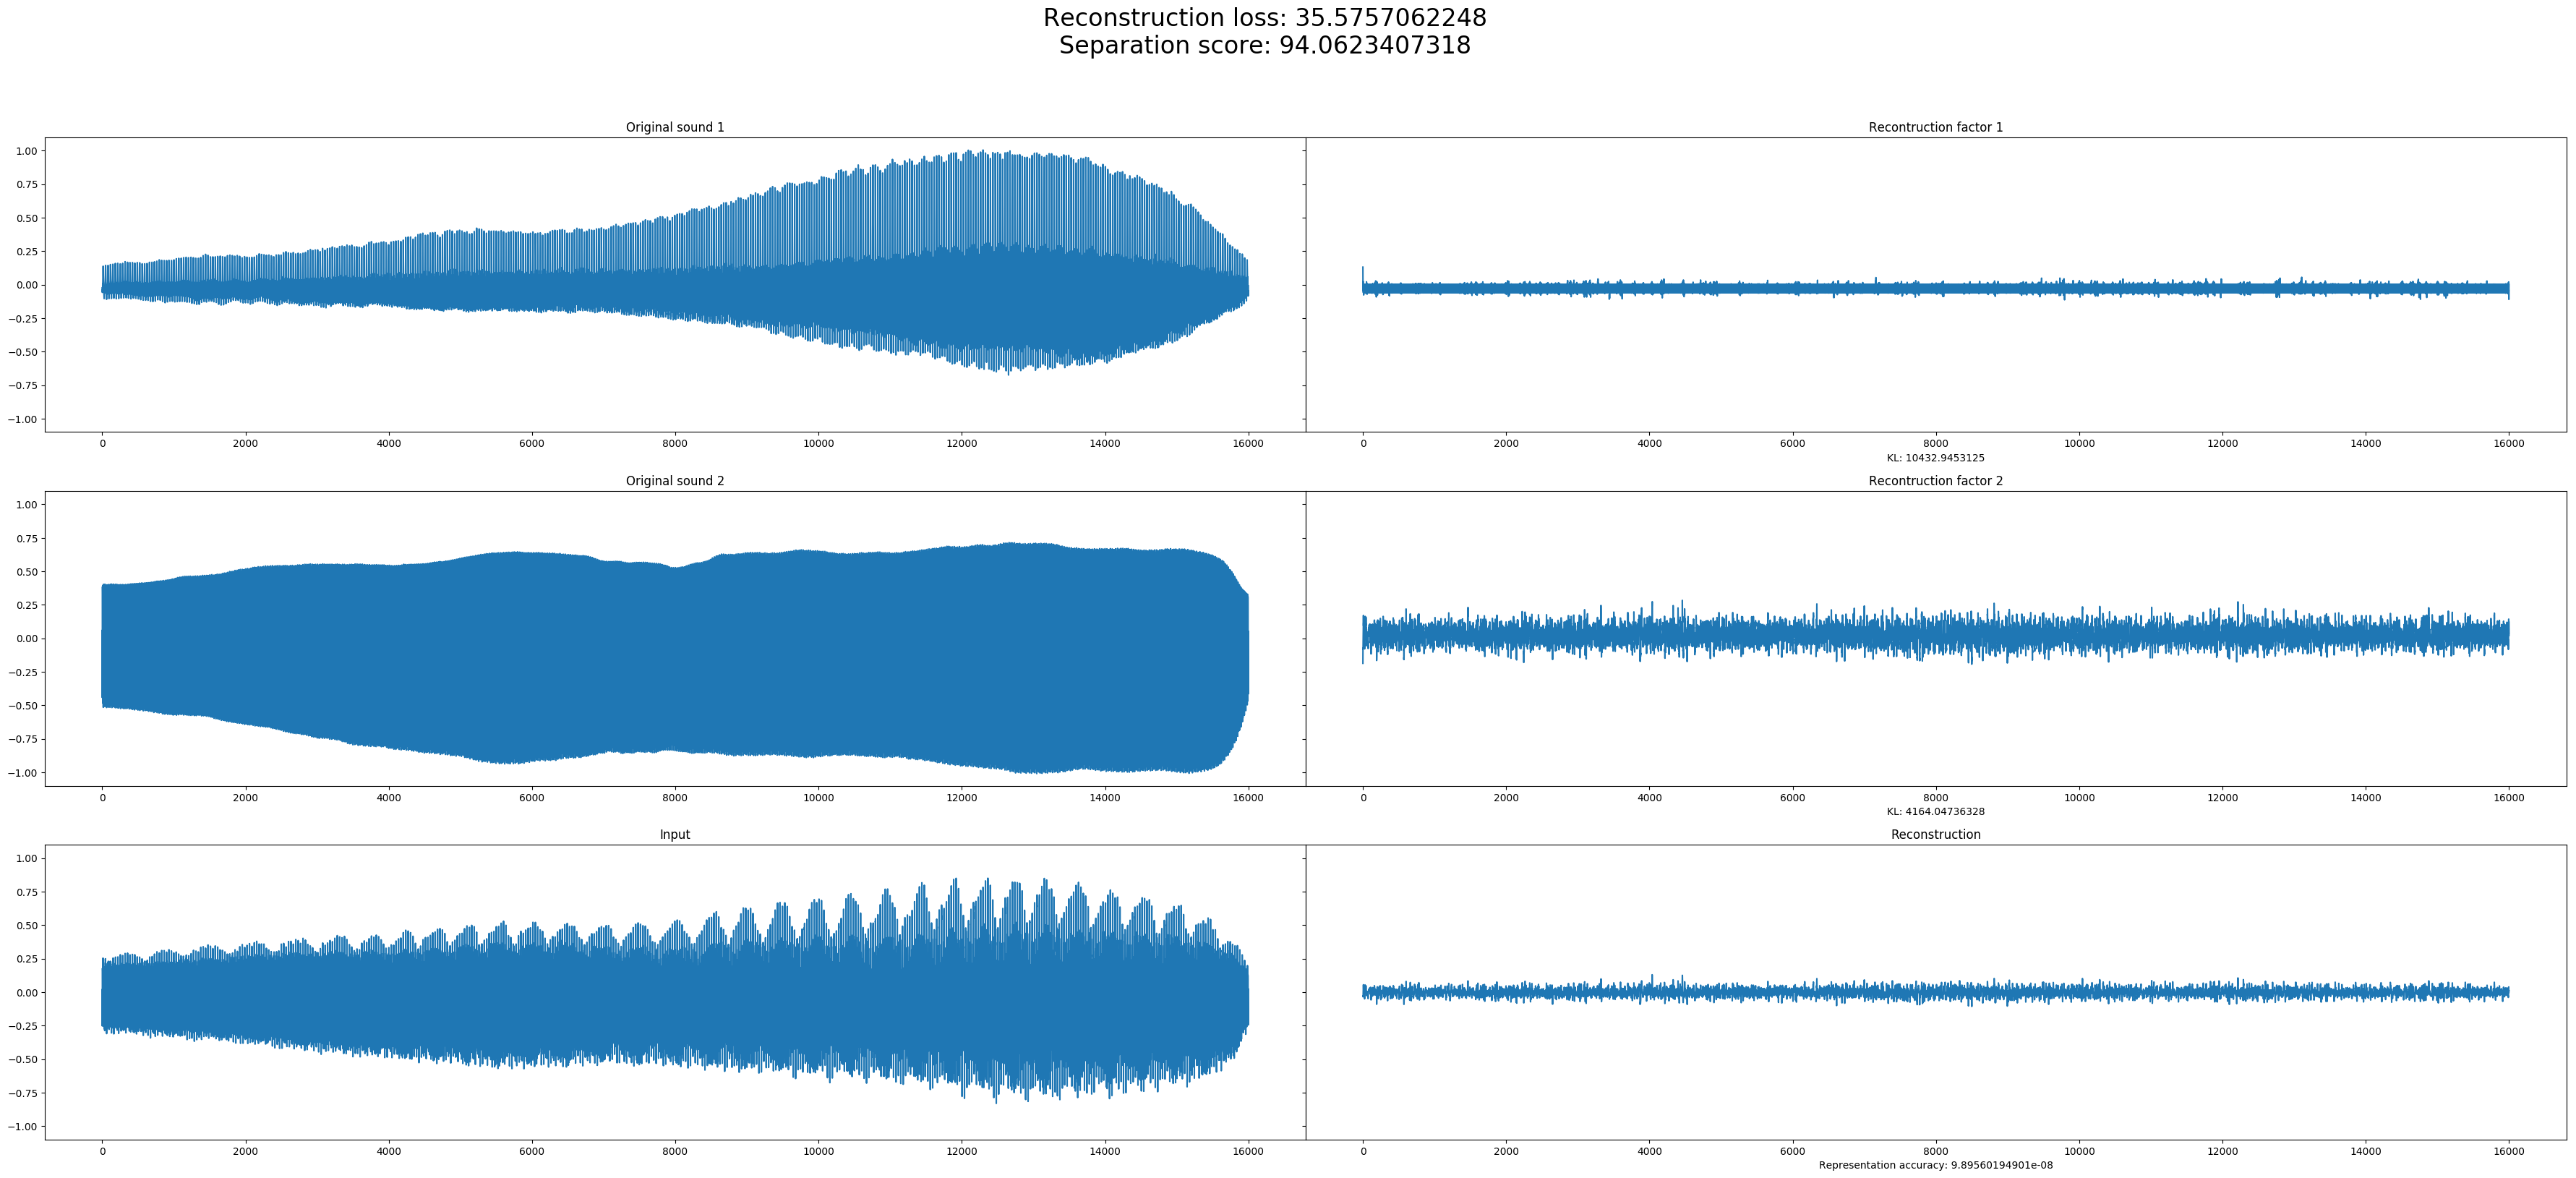 Reconstruction loss: 35.5757062248
Separation score: 94.0623407318
Original sound 1
Recontruction factor 1
1.00
0.75
0.50
0.25
0.00
−0.25
−0.50
−0.75
−1.00
0 2000 4000 6000 8000 10000 12000 14000 16000
0 2000 4000 6000 8000 10000 12000 14000 16000
KL: 10432.9453125
Original sound 2
Recontruction factor 2
1.00
0.75
0.50
0.25
0.00
−0.25
−0.50
−0.75
−1.00
0 2000 4000 6000 8000 10000 12000 14000 16000
0 2000 4000 6000 8000 10000 12000 14000 16000
KL: 4164.04736328
Input
Reconstruction
1.00
0.75
0.50
0.25
0.00
−0.25
−0.50
−0.75
−1.00
0 2000 4000 6000 8000 10000 12000 14000 16000
0 2000 4000 6000 8000 10000 12000 14000 16000
Representation accuracy: 9.89560194901e-08